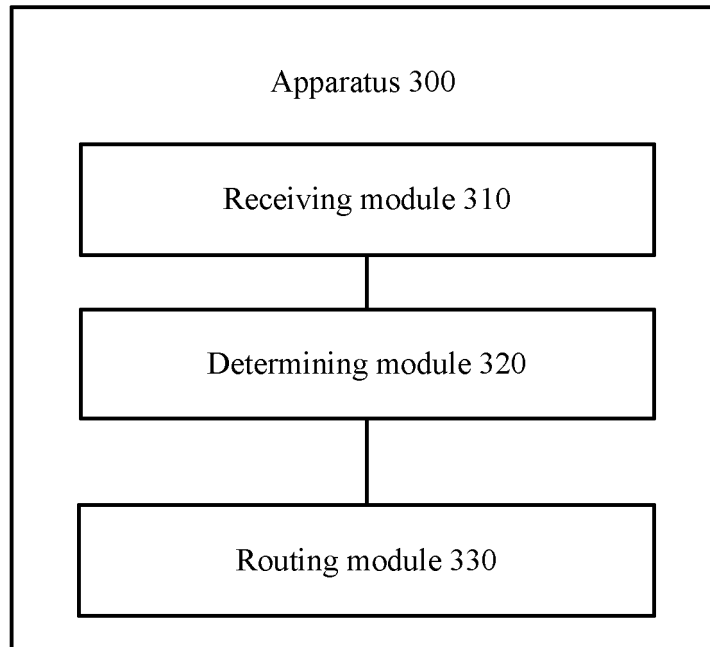 Apparatus 300
Receiving module 310
Determining module 320
Routing module 330